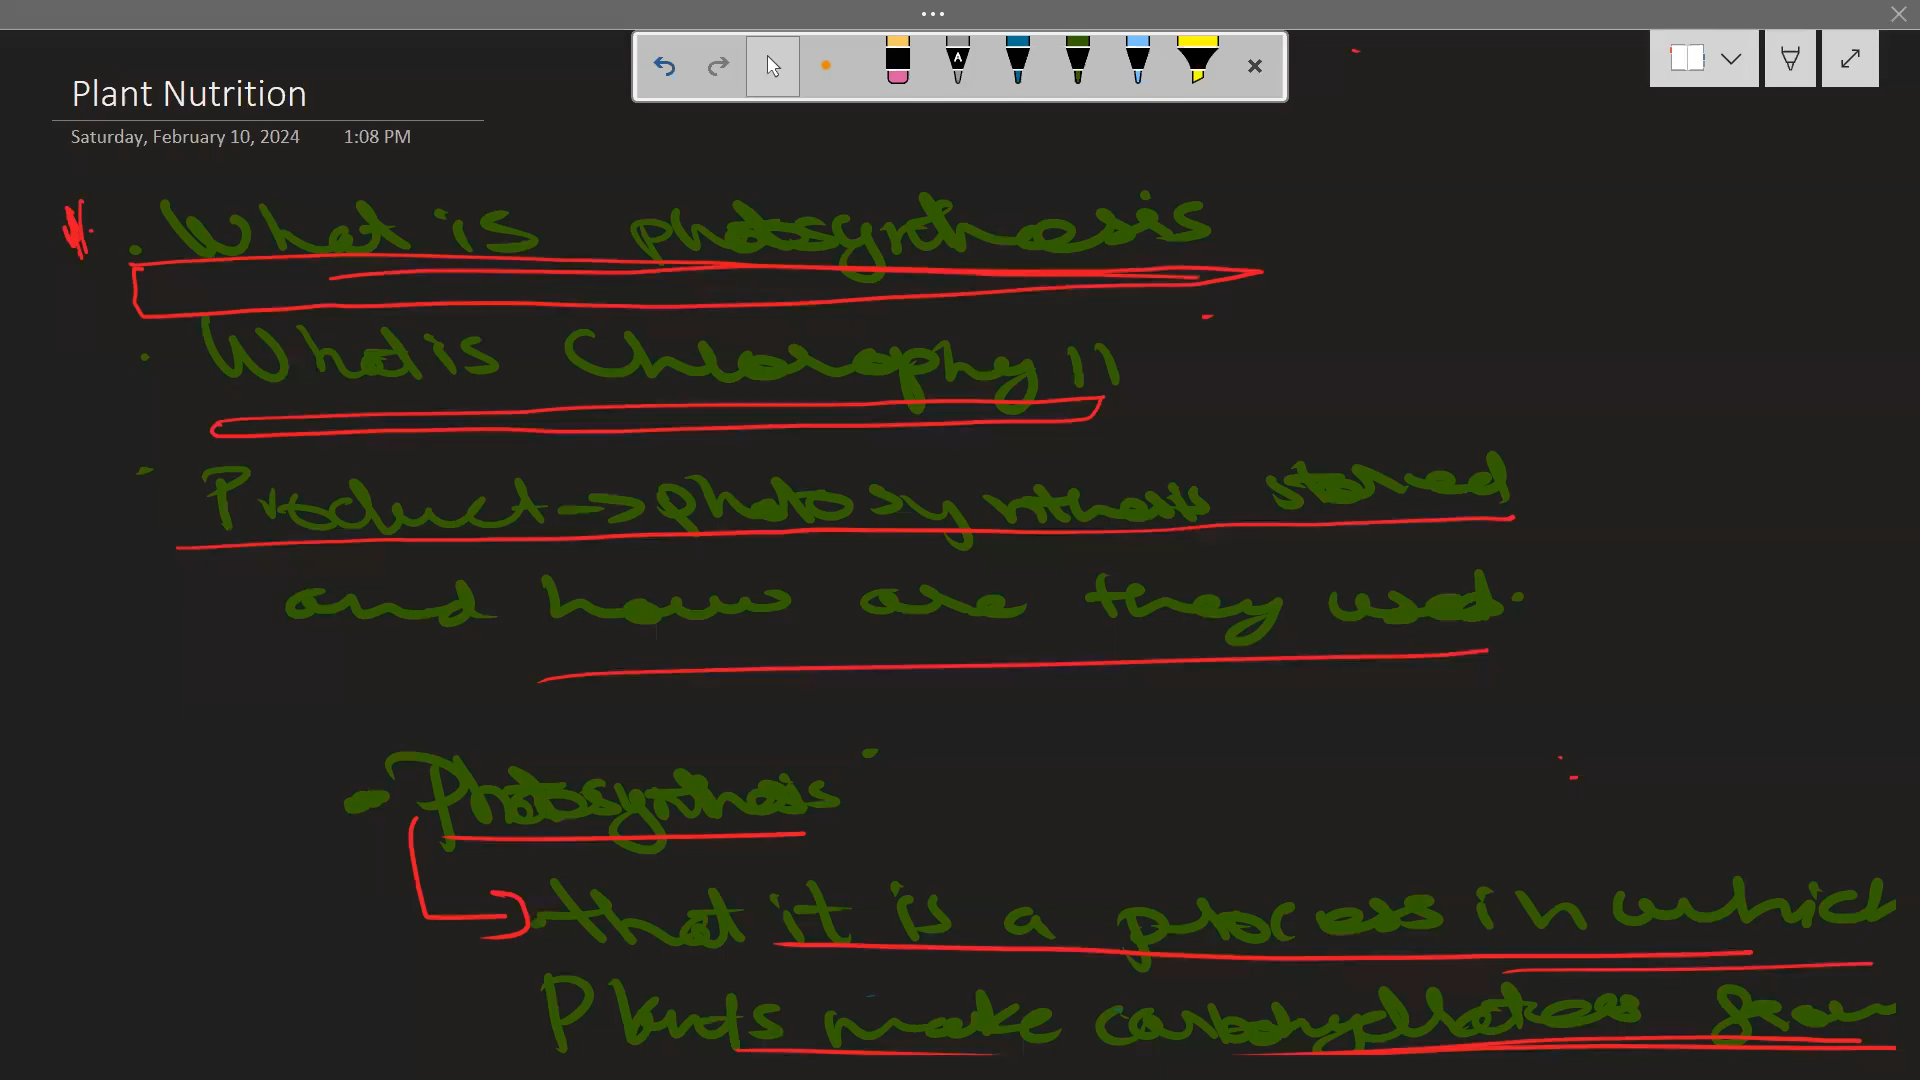 Plant Nutrition
Saturday, February 10, 2024 1:08 PM
What is photosynthesis
What is Chlorophyll
Product → photosynthesis stored
and how are they used.
- Photosynthesis
that it is a process in which
Plants make carbohydrates from